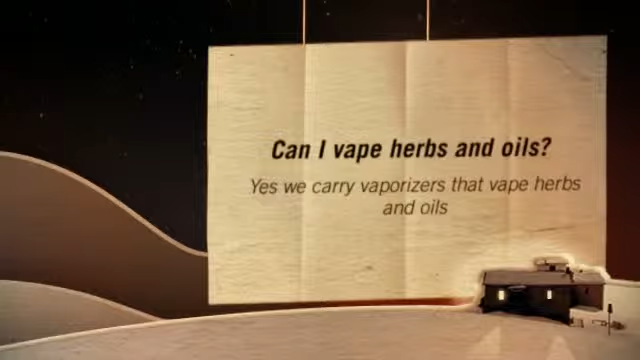 Can I vape herbs and oils?
Yes we carry vaporizers that vape herbs
and oils